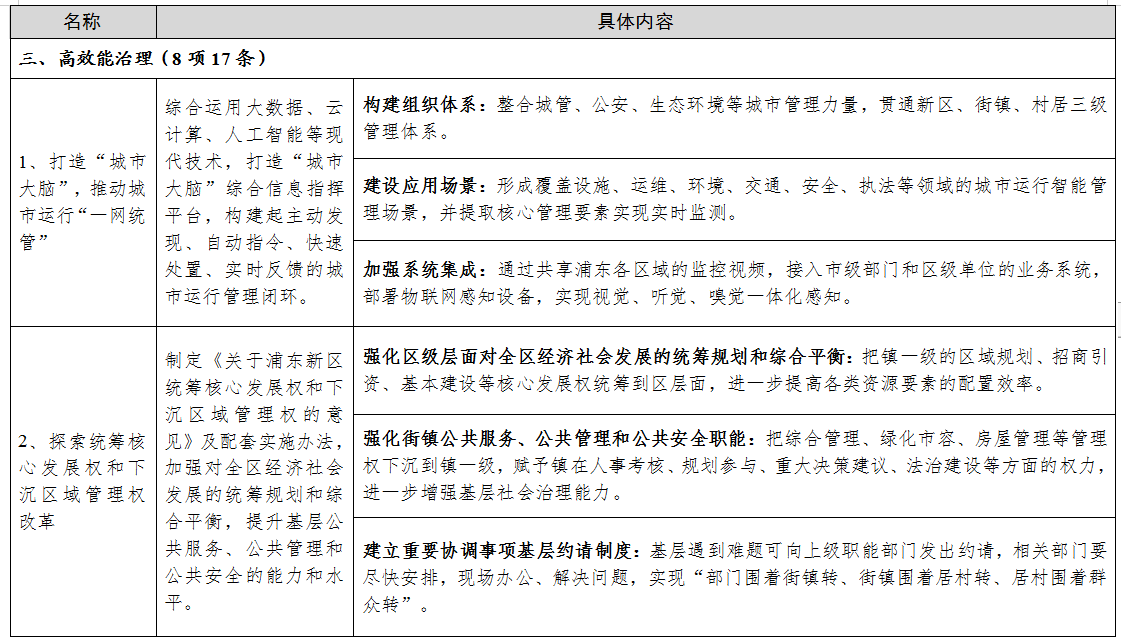 名称
具体内容
三、高效能治理（8 项 17 条）
1、打造“城市
大脑”，推动城
市运行“一网统
管”
综合运用大数据、云
计算、人工智能等现
代技术，打造“城市
大脑”综合信息指挥
平台，构建起主动发
现、自动指令、快速
处置、实时反馈的城
市运行管理闭环。
构建组织体系：整合城管、公安、生态环境等城市管理力量，贯通新区、街镇、村居三级
管理体系。
建设应用场景：形成覆盖设施、运维、环境、交通、安全、执法等领域的城市运行智能管
理场景，并提取核心管理要素实现实时监测。
加强系统集成：通过共享浦东各区域的监控视频，接入市级部门和区级单位的业务系统，
部署物联网感知设备，实现视觉、听觉、嗅觉一体化感知。
2、探索统筹核
心发展权和下
沉区域管理权
改革
制定《关于浦东新区
统筹核心发展权和下
沉区域管理权的意
见》及配套实施办法，
加强对全区经济社会
发展的统筹规划和综
合平衡，提升基层公
共服务、公共管理和
公共安全的能力和水
平。
强化区级层面对全区经济社会发展的统筹规划和综合平衡：把镇一级的区域规划、招商引
资、基本建设等核心发展权统筹到区层面，进一步提高各类资源要素的配置效率。
强化街镇公共服务、公共管理和公共安全职能：把综合管理、绿化市容、房屋管理等管理
权下沉到镇一级，赋予镇在人事考核、规划参与、重大决策建议、法治建设等方面的权力，
进一步增强基层社会治理能力。
建立重要协调事项基层约请制度：基层遇到难题可向上级职能部门发出约请，相关部门要
尽快安排，现场办公、解决问题，实现“部门围着街镇转、街镇围着居村转、居村围着群
众转”。